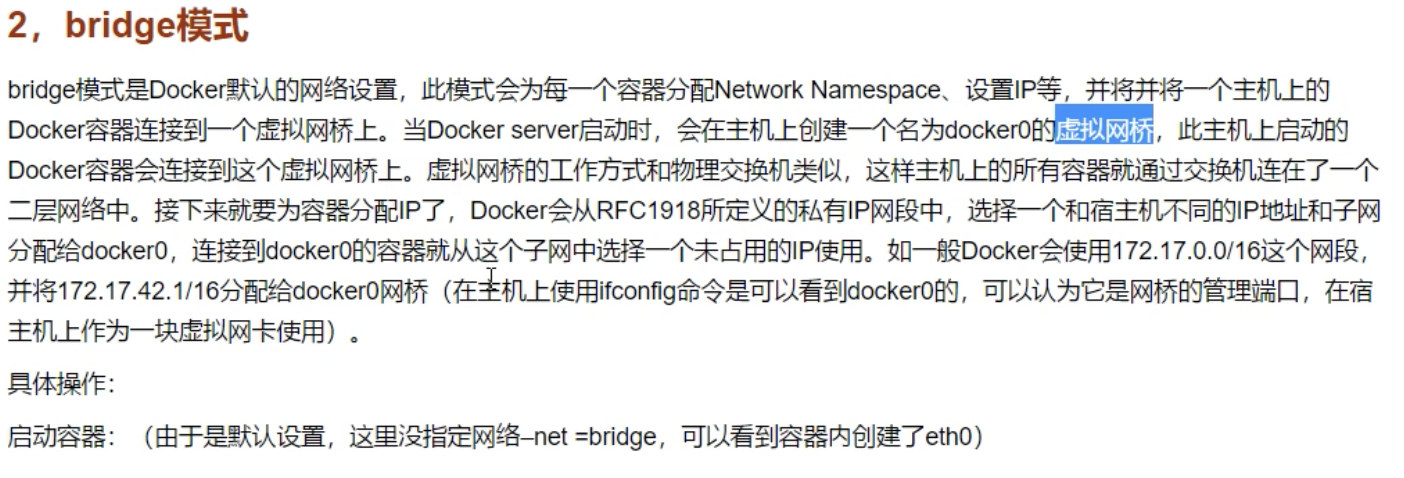 2，bridge模式
bridge模式是Docker默认的网络设置，此模式会为每一个容器分配Network Namespace、设置IP等，并将并将一个主机上的
Docker容器连接到一个虚拟网桥上。当Docker server启动时，会在主机上创建一个名为docker0的虚拟网桥，此主机上启动的
Docker容器会连接到这个虚拟网桥上。虚拟网桥的工作方式和物理交换机类似，这样主机上的所有容器就通过交换机连在了一个
二层网络中。接下来就要为容器分配IP了，Docker会从RFC1918所定义的私有IP网段中，选择一个和宿主机不同的IP地址和子网
分配给docker0，连接到docker0的容器就从这个子网中选择一个未占用的IP使用。如一般Docker会使用172.17.0.0/16这个网段，
并将172.17.42.1/16分配给docker0网桥（在主机上使用ifconfig命令是可以看到docker0的，可以认为它是网桥的管理端口，在宿
主机上作为一块虚拟网卡使用）。
具体操作：
启动容器：（由于是默认设置，这里没指定网络–net =bridge，可以看到容器内创建了eth0）